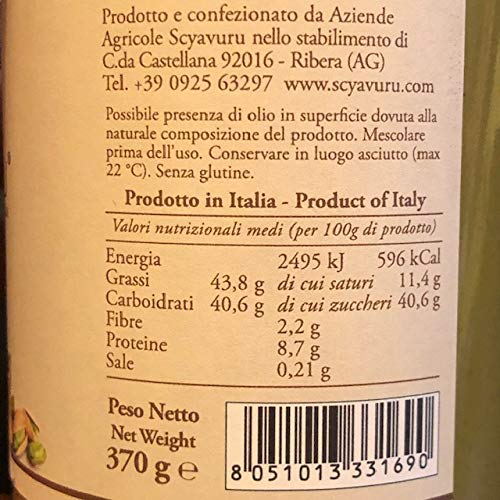 Prodotto e confezionato da Aziende
Agricole Scyavuru nello stabilimento di
C.da Castellana 92016 - Ribera (AG)
Tel. +39 0925 63297 www.scyavuru.com
Possibile presenza di olio in superficie dovuta alla
naturale composizione del prodotto. Mescolare
prima dell'uso. Conservare in luogo asciutto (max
22 °C). Senza glutine.
Prodotto in Italia - Product of Italy
Valori nutrizionali medi (per 100g di prodotto)
Energia 2495 kJ 596 kCal
Grassi 43,8 g di cui saturi 11,4 g
Carboidrati 40,6 g di cui zuccheri 40,6 g
Fibre 2,2 g
Proteine 8,7 g
Sale 0,21 g
Peso Netto
Net Weight
370 g e
8 051013 331690